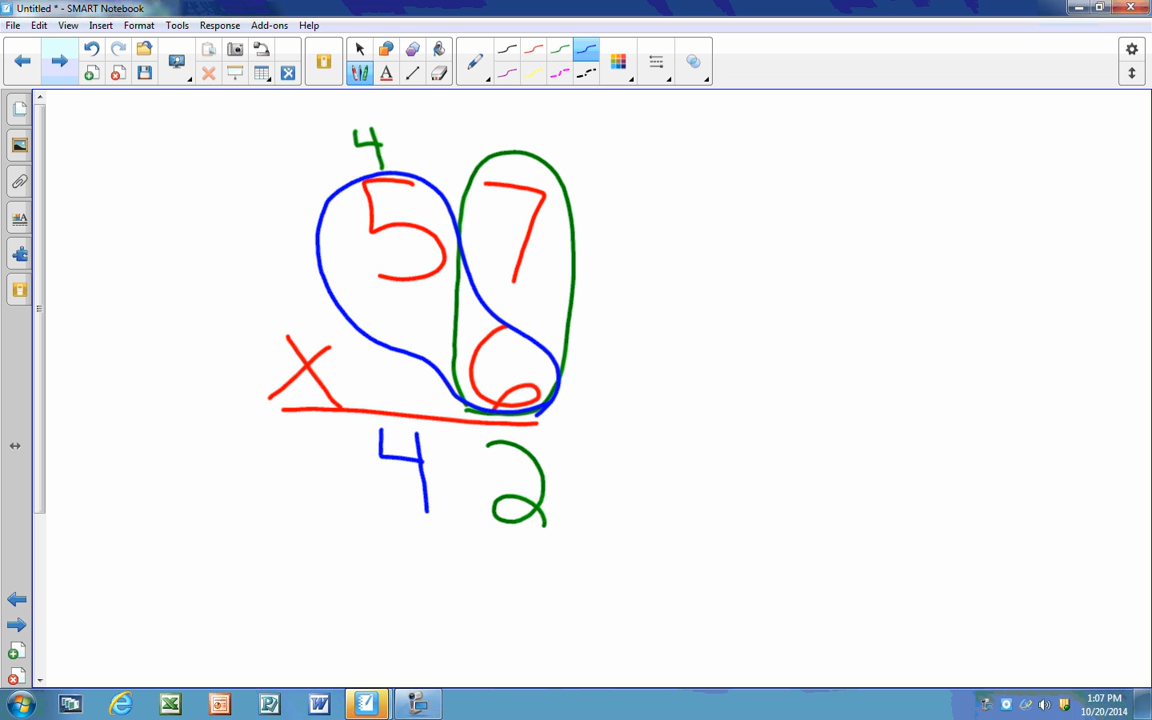 Untitled * - SMART Notebook
File Edit View Insert Format Tools Response Add-ons Help
4
57
X 6
42
1:07 PM
10/20/2014